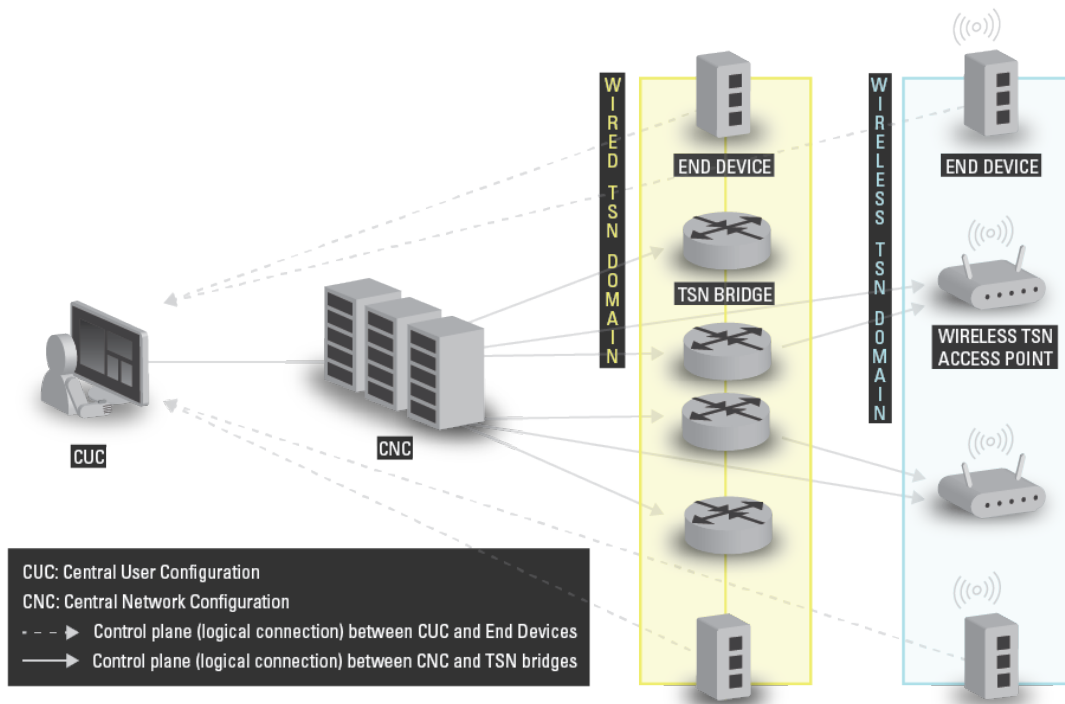 WIRED TSN DOMAIN
WIRELESS TSN DOMAIN
END DEVICE
END DEVICE
TSN BRIDGE
WIRELESS TSN
ACCESS POINT
CUC
CNC
CUC: Central User Configuration
CNC: Central Network Configuration
Control plane (logical connection) between CUC and End Devices
Control plane (logical connection) between CNC and TSN bridges